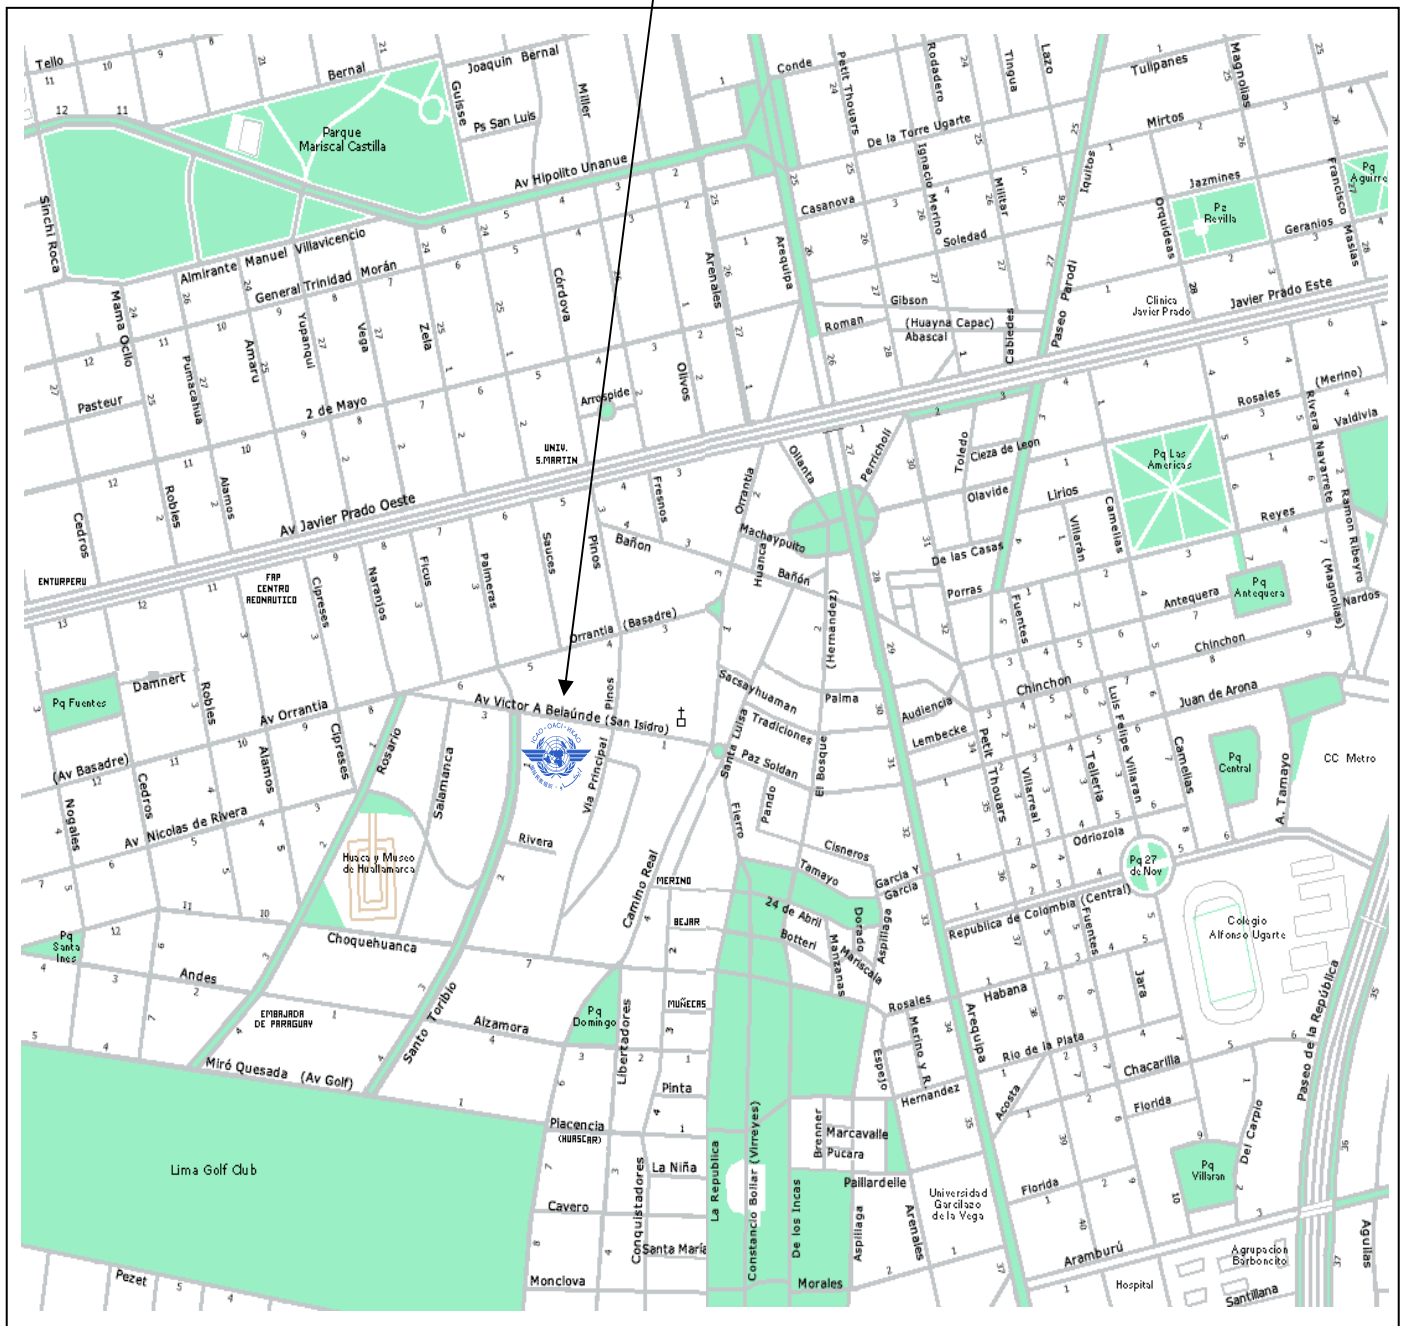 Tello
Bernal
Joaquin Bernal
Guisse
Miller
Ps San Luis
Parque
Mariscal Castilla
Av Hipolito Unanue
Conde
Petit Thouars
Rodadero
Tingua
Lazo
Tulipanes
Magnolias
Mirtos
De la Torre Ugarte
Ignacio Merino
Militar
Iquitos
Casanova
Soledad
Jazmines
Pz
Revilla
Pq
Aguirre
Francisco Masias
Geranios
Orquideas
Sinchi Roca
Almirante Manuel Villavicencio
General Trinidad Morán
Mama Ocllo
Pumacahua
Amaru
Yupanqui
Vega
Zela
Córdova
Arenales
Arequipa
Gibson
Roman
(Huayna Capac)
Abascal
Cabledes
Paseo Parodi
Clinica
Javier Prado
Javier Prado Este
Pasteur
2 de Mayo
Arrospide
Olivos
UNIV.
S.MARTIN
Rosales
(Merino)
Valdivia
Rivera Navarrete
(Magnolias)
Ramon Ribeyro
Cedros
Robles
Alamos
Av Javier Prado Oeste
Fresnos
Orrantia
Ollanta
Perricholi
Toledo
Cieza de Leon
Olavide
Lirios
Villarán
Camelias
Pq Las
Americas
Reyes
ENTURPERU
FAP
CENTRO
AEONAUTICO
Cipreses
Naranjos
Ficus
Palmeras
Sauces
Pinos
Bañon
Machaypuito
Huanca
Bañón
De las Casas
Porras
Fuentes
Antequera
Pq
Antequera
Nardos
Chinchon
Orrantia (Basadre)
(Hernandez)
Damnert
Pq Fuentes
Robles
Av Orrantia
Cipreses
Rosario
Av Victor A Belaúnde (San Isidro)
Pinos
Sacsayhuaman
Tradiciones
Santa Luisa
Paz Soldan
Palma
Audiencia
Lembecke
Chinchon
Juan de Arona
Luis Felipe Villaran
Camelias
Pq
Central
A. Tamayo
CC Metro
(Av Basadre)
Nogales
Cedros
Alamos
Salamanca
ICAO · OACI · ИКАО
Via Principal
El Bosque
Pando
Fierro
Petit Thouars
Villarreal
Telleria
Odriozola
Av Nicolas de Rivera
Rivera
Huaca y Museo
de Huallamarca
Camino Real
MERINO
BEJAR
MUÑECAS
Cisneros
Tamayo
Garcia Y
Garcia
24 de Abril
Botteri
Dorado
Aspillaga
Manzanas
Mariscala
Pq 27
de Nov
Republica de Colombia (Central)
Fuentes
Colegio
Alfonso Ugarte
Pq
Santa
Ines
Choquehuanca
Andes
EMBAJADA
DE PARAGUAY
Alzamora
Santo Toribio
Pq
Domingo
Libertadores
Rosales
Merino y R.
Espejo
Arequipa
Habana
Jara
Rio de la Plata
Chacarilla
Paseo de la República
Miró Quesada (Av Golf)
Pinta
Hernandez
Acosta
Florida
Del Carpio
Placencia
(HUASCAR)
La Republica
Constancio Bollar (Virreyes)
Brenner
Marcavalle
Pucara
Paillardelle
Pq
Villaran
Lima Golf Club
La Niña
Conquistadores
Cavero
Santa María
Monclova
De los Incas
Aspillaga
Arenales
Universidad
Garcilazo
de la Vega
Florida
Aramburú
Agrupacion
Barboncito
Hospital
Santillana
Aguilas
Morales
Pezet